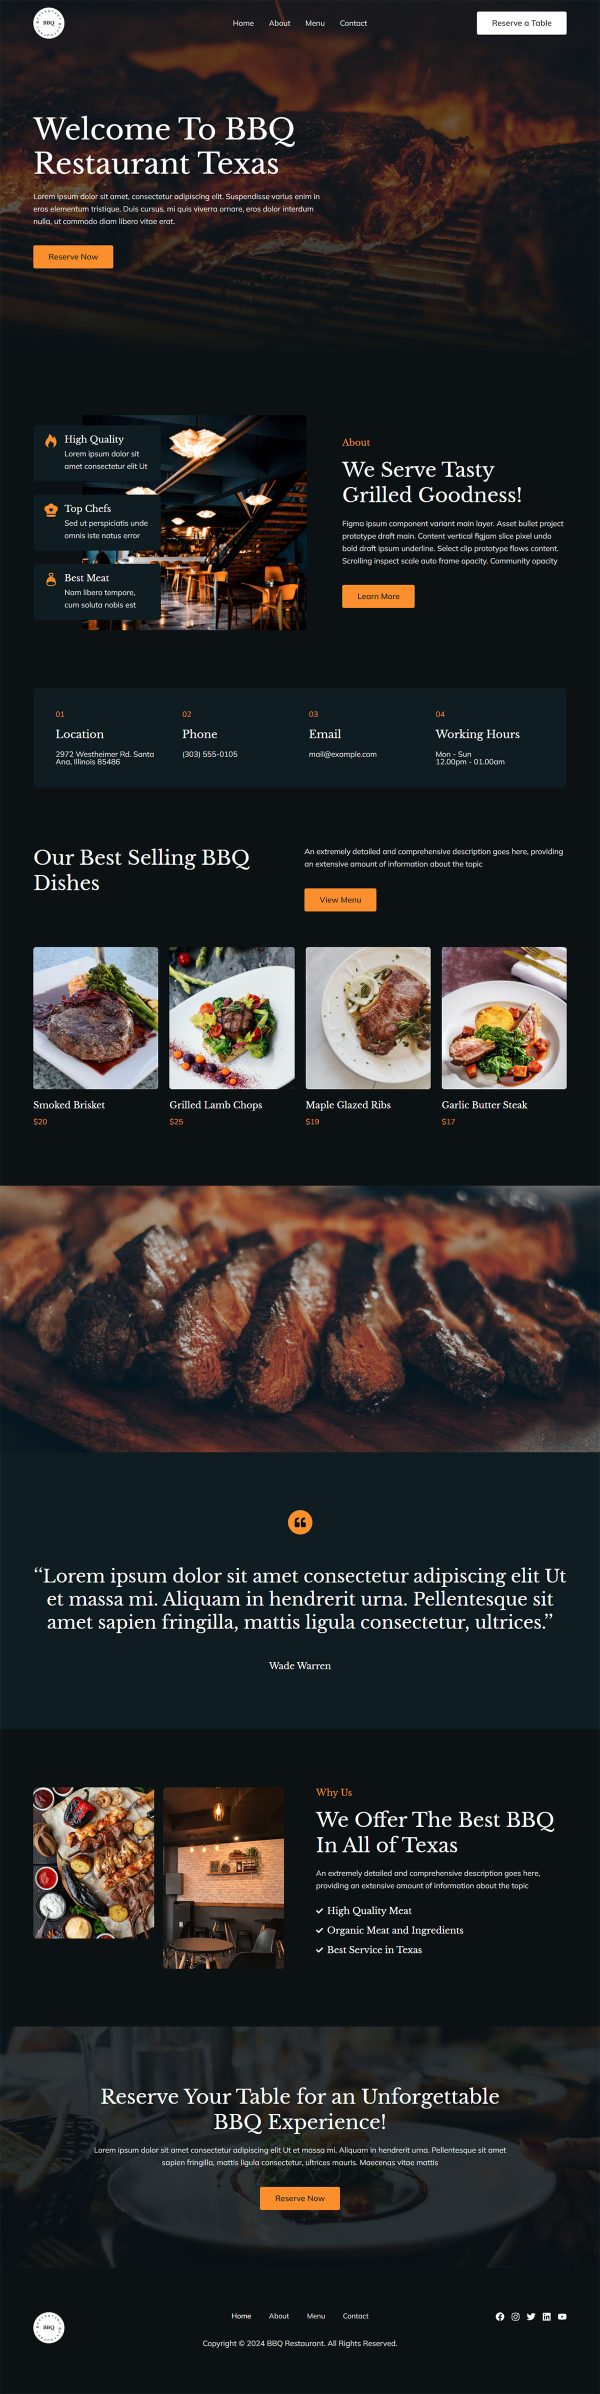 BBQ
Home
About
Menu
Contact
Reserve a Table
Welcome To BBQ
Restaurant Texas
Lorem ipsum dolor sit amet, consectetur adipiscing elit. Suspendisse varius enim in
eros elementum tristique. Duis cursus, mi quis viverra ornare, eros dolor interdum
nulla, ut commodo diam libero vitae erat.
Reserve Now
High Quality
Lorem ipsum dolor sit
amet consectetur elit Ut
Top Chefs
Sed ut perspiciatis unde
omnis iste natus error
Best Meat
Nam libero tempore,
cum soluta nobis est
About
We Serve Tasty
Grilled Goodness!
Figma ipsum component variant main layer. Asset bullet project
prototype draft main. Content vertical figjam slice pixel undo
bold draft ipsum underline. Select clip prototype flows content.
Scrolling inspect scale auto frame opacity. Community opacity
Learn More
01
Location
2972 Westheimer Rd. Santa
Ana, Illinois 85486
02
Phone
(303) 555-0105
03
Email
mail@example.com
04
Working Hours
Mon - Sun
12.00pm - 01.00am
Our Best Selling BBQ
Dishes
An extremely detailed and comprehensive description goes here, providing
an extensive amount of information about the topic
View Menu
Smoked Brisket
$20
Grilled Lamb Chops
$25
Maple Glazed Ribs
$19
Garlic Butter Steak
$17
“Lorem ipsum dolor sit amet consectetur adipiscing elit Ut
et massa mi. Aliquam in hendrerit urna. Pellentesque sit
amet sapien fringilla, mattis ligula consectetur, ultrices.”
Wade Warren
Why Us
We Offer The Best BBQ
In All of Texas
An extremely detailed and comprehensive description goes here,
providing an extensive amount of information about the topic
High Quality Meat
Organic Meat and Ingredients
Best Service in Texas
Reserve Your Table for an Unforgettable
BBQ Experience!
Lorem ipsum dolor sit amet consectetur adipiscing elit Ut et massa mi. Aliquam in hendrerit urna. Pellentesque sit amet
sapien fringilla, mattis ligula consectetur, ultrices mauris. Maecenas vitae mattis
Reserve Now
BBQ
Home
About
Menu
Contact
Copyright © 2024 BBQ Restaurant. All Rights Reserved.